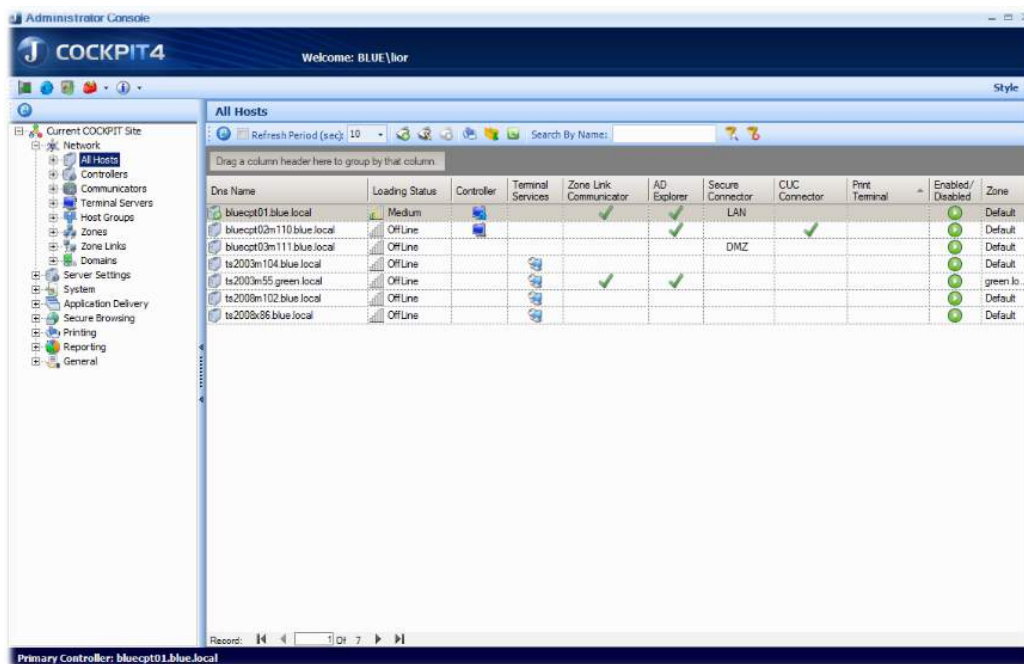 Administrator Console
J COCKPIT4
Welcome: BLUE\lior
Style
All Hosts
Refresh Period (sec): 10
Search By Name:
Drag a column header here to group by that column.
Current COCKPIT Site
Network
All Hosts
Controllers
Communicators
Terminal Servers
Host Groups
Zones
Zone Links
Domains
Server Settings
System
Application Delivery
Secure Browsing
Printing
Reporting
General
Dns Name Loading Status Controller Terminal Services Zone Link Communicator AD Explorer Secure Connector CUC Connector Print Terminal Enabled/ Disabled Zone
bluecpt01.blue.local Medium LAN Default
bluecpt02m110.blue.local OffLine Default
bluecpt03m111.blue.local OffLine DMZ Default
ts2003m104.blue.local OffLine Default
ts2003m55.green.local OffLine green.lo...
ts2008m102.blue.local OffLine Default
ts2008x86.blue.local OffLine Default
Record: 1 Of 7
Primary Controller: bluecpt01.blue.local